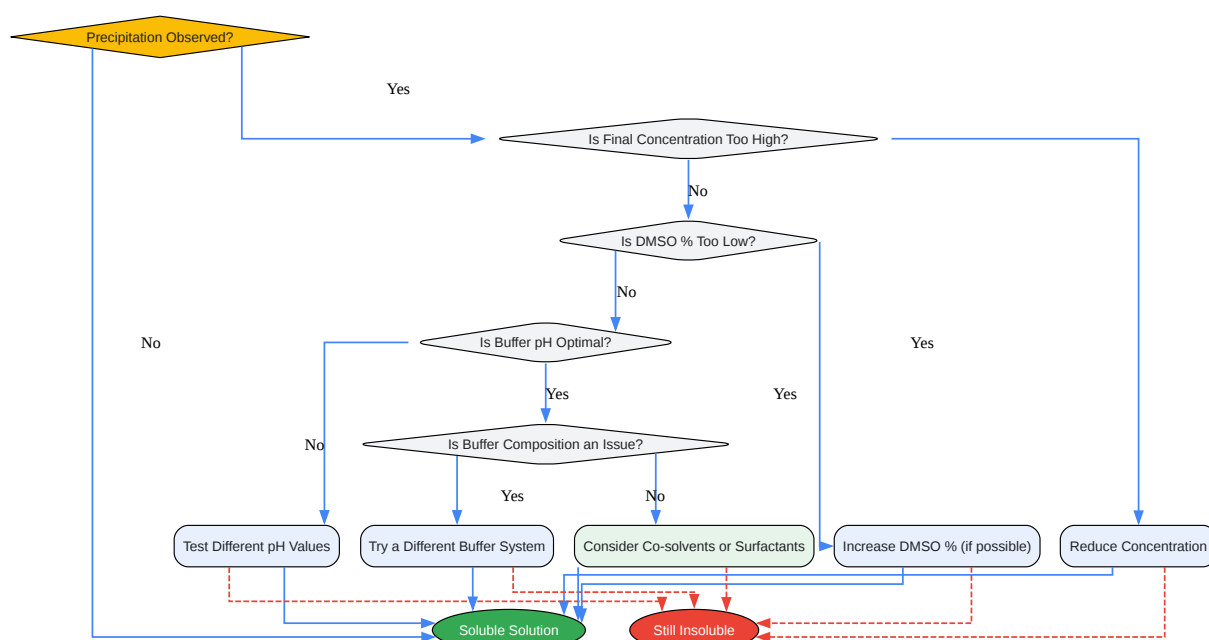 Precipitation Observed?
Yes
Is Final Concentration Too High?
No
Is DMSO % Too Low?
No
No
Is Buffer pH Optimal?
Yes
Yes
Yes
No
Is Buffer Composition an Issue?
Yes
No
Test Different pH Values
Try a Different Buffer System
Consider Co-solvents or Surfactants
Increase DMSO % (if possible)
Reduce Concentration
Soluble Solution
Still Insoluble